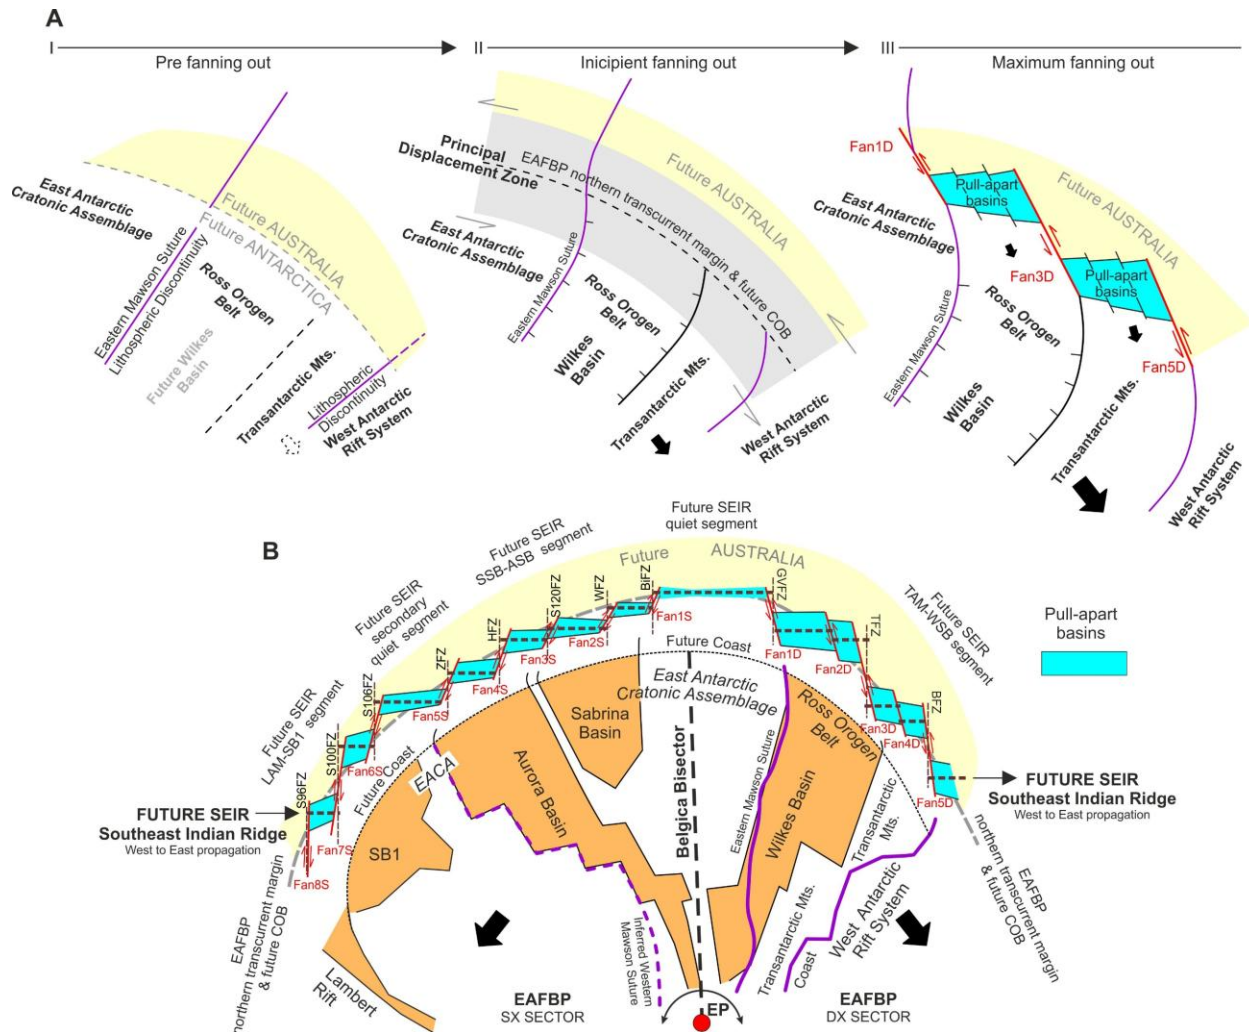 A
I
Pre fanning out
II
Inicipient fanning out
III
Maximum fanning out
East Antarctic
Cratonic Assemblage
Future AUSTRALIA
Future ANTARCTICA
Eastern Mawson Suture
Lithospheric Discontinuity
Ross Orogen
Belt
Future Wilkes
Basin
Transantarctic Mts.
Lithospheric
Discontinuity
West Antarctic
Rift System
Principal
Displacement Zone
EAFBP northern transcurrent margin & future COB
Future AUSTRALIA
East Antarctic
Cratonic Assemblage
Eastern Mawson Suture
Ross Orogen
Belt
Wilkes
Basin
Transantarctic Mts.
West Antarctic
Rift System
Fan1D
Pull-apart
basins
Future AUSTRALIA
East Antarctic
Cratonic Assemblage
Fan3D
Pull-apart
basins
Ross Orogen
Belt
Fan5D
Eastern Mawson Suture
Wilkes
Basin
Transantarctic Mts.
West Antarctic
Rift System
B
Future SEIR
quiet segment
Future SEIR
SSB-ASB segment
Future SEIR
secondary
quiet segment
Future SEIR
LAM-SB1 segment
Future SEIR
TAM-WSB segment
Future AUSTRALIA
Pull-apart
basins
S96FZ
S100FZ
S106FZ
ZFZ
HFZ
S120FZ
WFZ
BiFZ
GVFZ
TFZ
BFZ
Fan8S
Fan7S
Fan6S
Fan5S
Fan4S
Fan3S
Fan2S
Fan1S
Fan1D
Fan2D
Fan3D
Fan4D
Fan5D
Future Coast
Future Coast
East Antarctic
Cratonic Assemblage
Ross Orogen
Belt
Sabrina
Basin
EACA
Aurora Basin
Belgica Bisector
Eastern Mawson Suture
Wilkes Basin
Transantarctic
Mts.
FUTURE SEIR
Southeast Indian Ridge
West to East propagation
FUTURE SEIR
Southeast Indian Ridge
West to East propagation
SB1
Lambert
Rift
EAFBP
northern transcurrent margin
& future COB
Inferred Western
Mawson Suture
Transantarctic Mts.
Coast
West Antarctic
Rift System
EAFBP
northern transcurrent margin
& future COB
EAFBP
SX SECTOR
EP
EAFBP
DX SECTOR